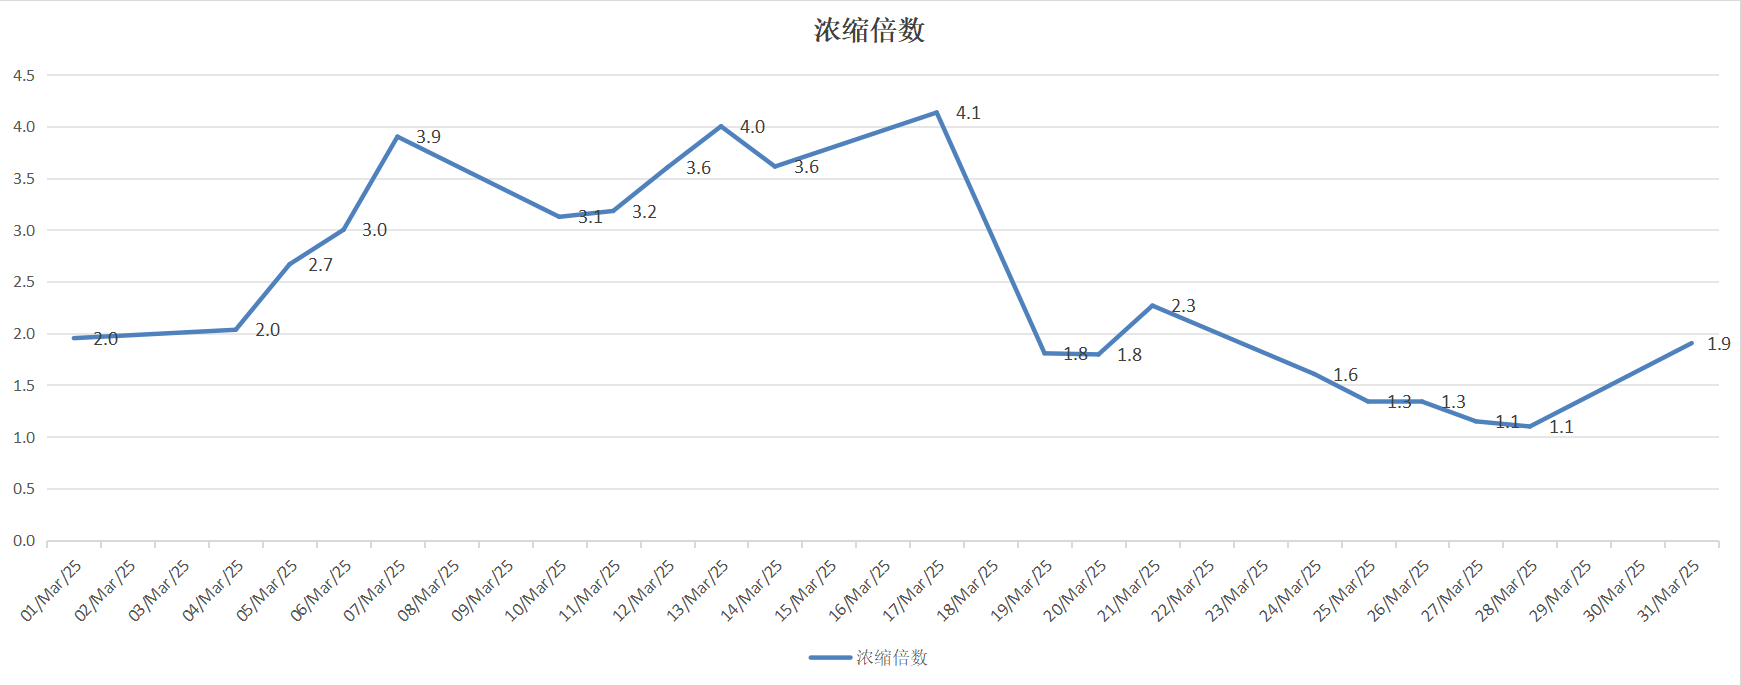 浓缩倍数
4.5
4.0
3.5
3.0
2.5
2.0
1.5
1.0
0.5
0.0
2.0
2.0
2.7
3.0
3.9
3.1
3.2
3.6
4.0
3.6
4.1
1.8
1.8
2.3
1.6
1.3
1.3
1.1
1.1
1.9
01/Mar/25
02/Mar/25
03/Mar/25
04/Mar/25
05/Mar/25
06/Mar/25
07/Mar/25
08/Mar/25
09/Mar/25
10/Mar/25
11/Mar/25
12/Mar/25
13/Mar/25
14/Mar/25
15/Mar/25
16/Mar/25
17/Mar/25
18/Mar/25
19/Mar/25
20/Mar/25
21/Mar/25
22/Mar/25
23/Mar/25
24/Mar/25
25/Mar/25
26/Mar/25
27/Mar/25
28/Mar/25
29/Mar/25
30/Mar/25
31/Mar/25
浓缩倍数